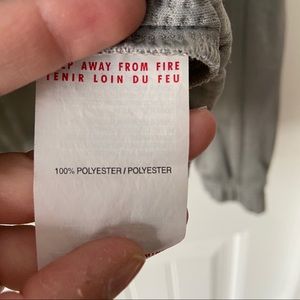 AWAY FROM FIRE
TENIR LOIN DU FEU
100% POLYESTER / POLYESTER